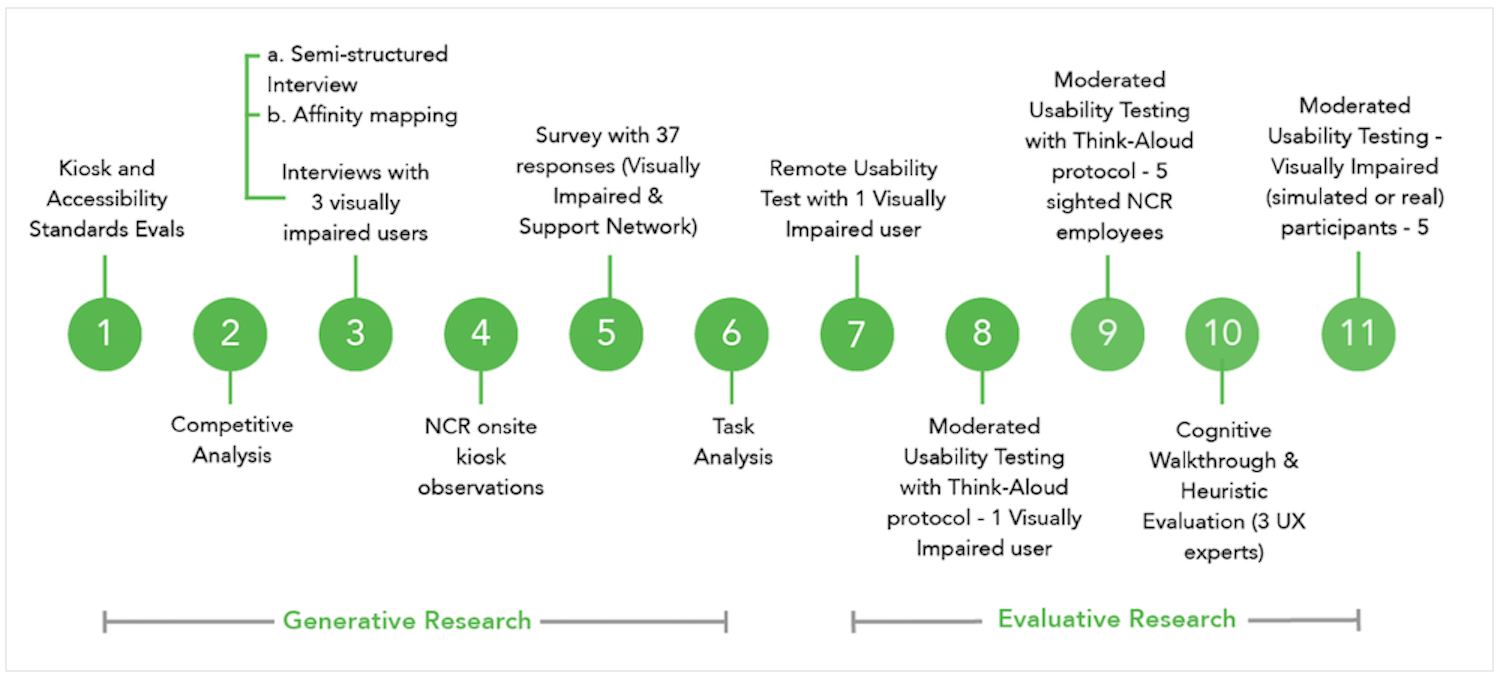 Kiosk and
Accessibility
Standards Evals
1
2
Competitive
Analysis
a. Semi-structured
Interview
b. Affinity mapping
Interviews with
3 visually
impaired users
3
4
NCR onsite
kiosk
observations
Survey with 37
responses (Visually
Impaired &
Support Network)
5
6
Task
Analysis
Remote Usability
Test with 1 Visually
Impaired user
7
8
Moderated
Usability Testing
with Think-Aloud
protocol - 1 Visually
Impaired user
Moderated
Usability Testing
with Think-Aloud
protocol - 5
sighted NCR
employees
9
10
Cognitive
Walkthrough &
Heuristic
Evaluation (3 UX
experts)
Moderated
Usability Testing -
Visually Impaired
(simulated or real)
participants - 5
11
Generative Research
Evaluative Research